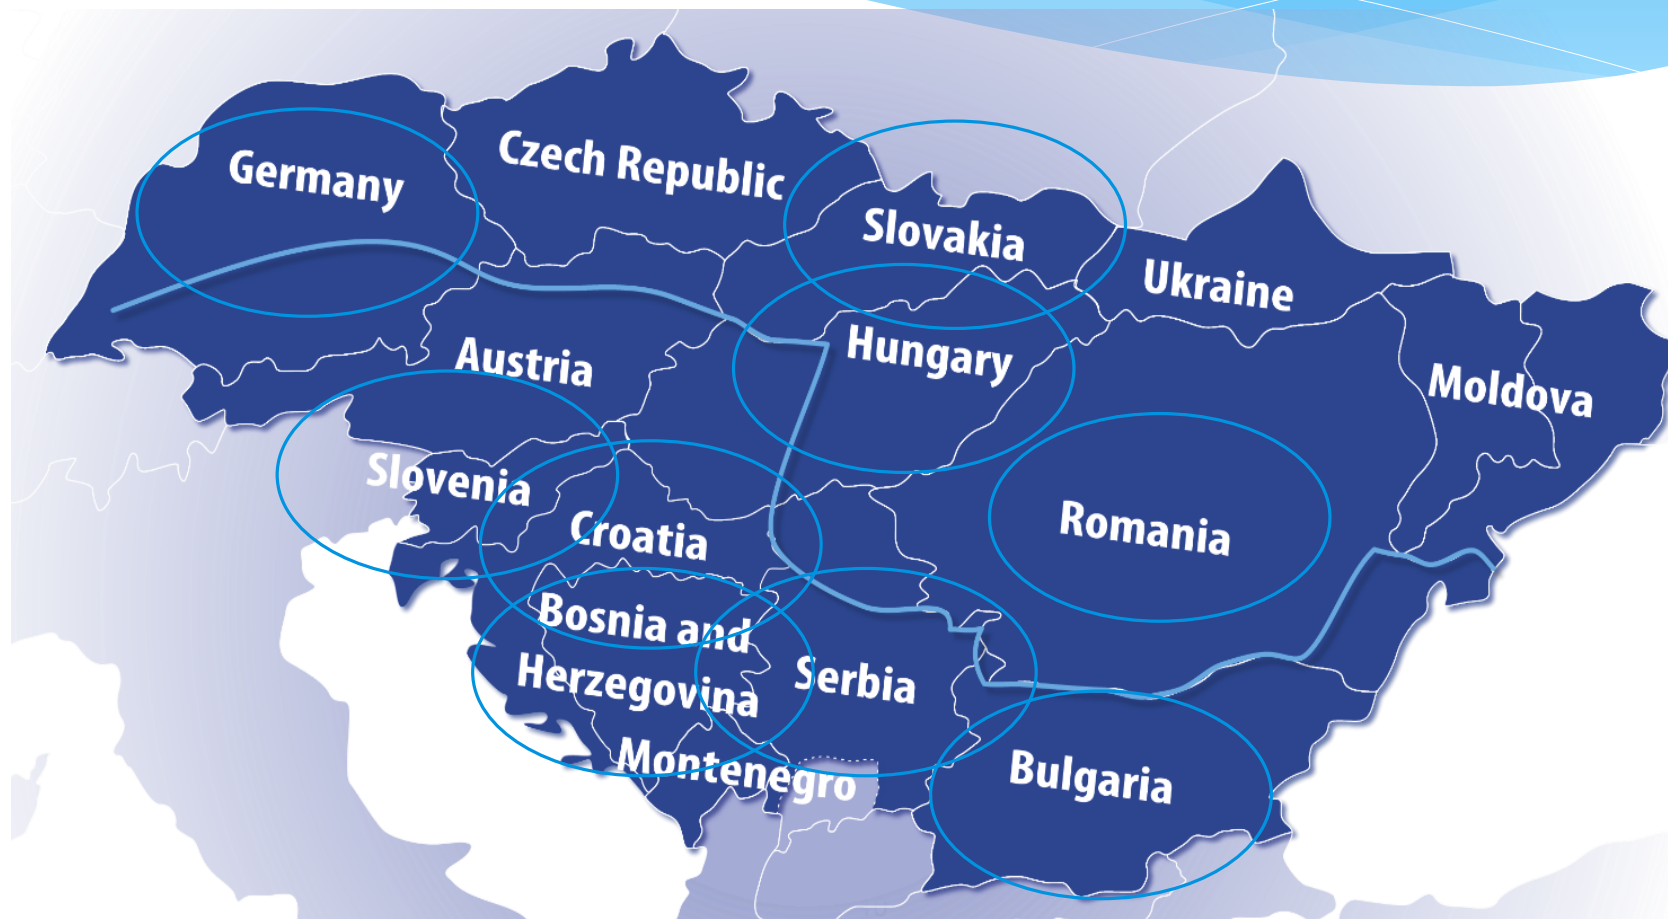 Germany
Czech Republic
Slovakia
Ukraine
Austria
Hungary
Moldova
Slovenia
Croatia
Romania
Bosnia and
Herzegovina
Serbia
Montenegro
Bulgaria